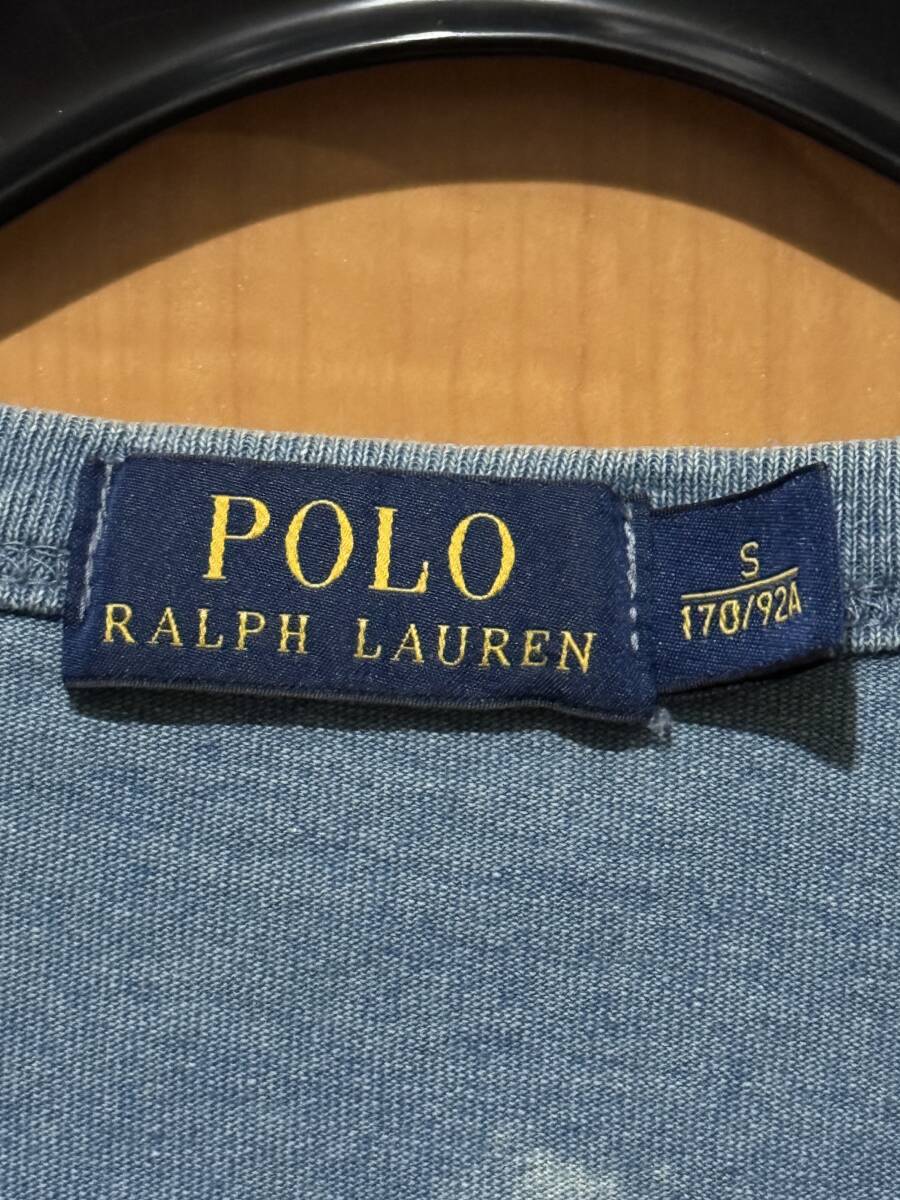 POLO
RALPH LAUREN
S
170/92A